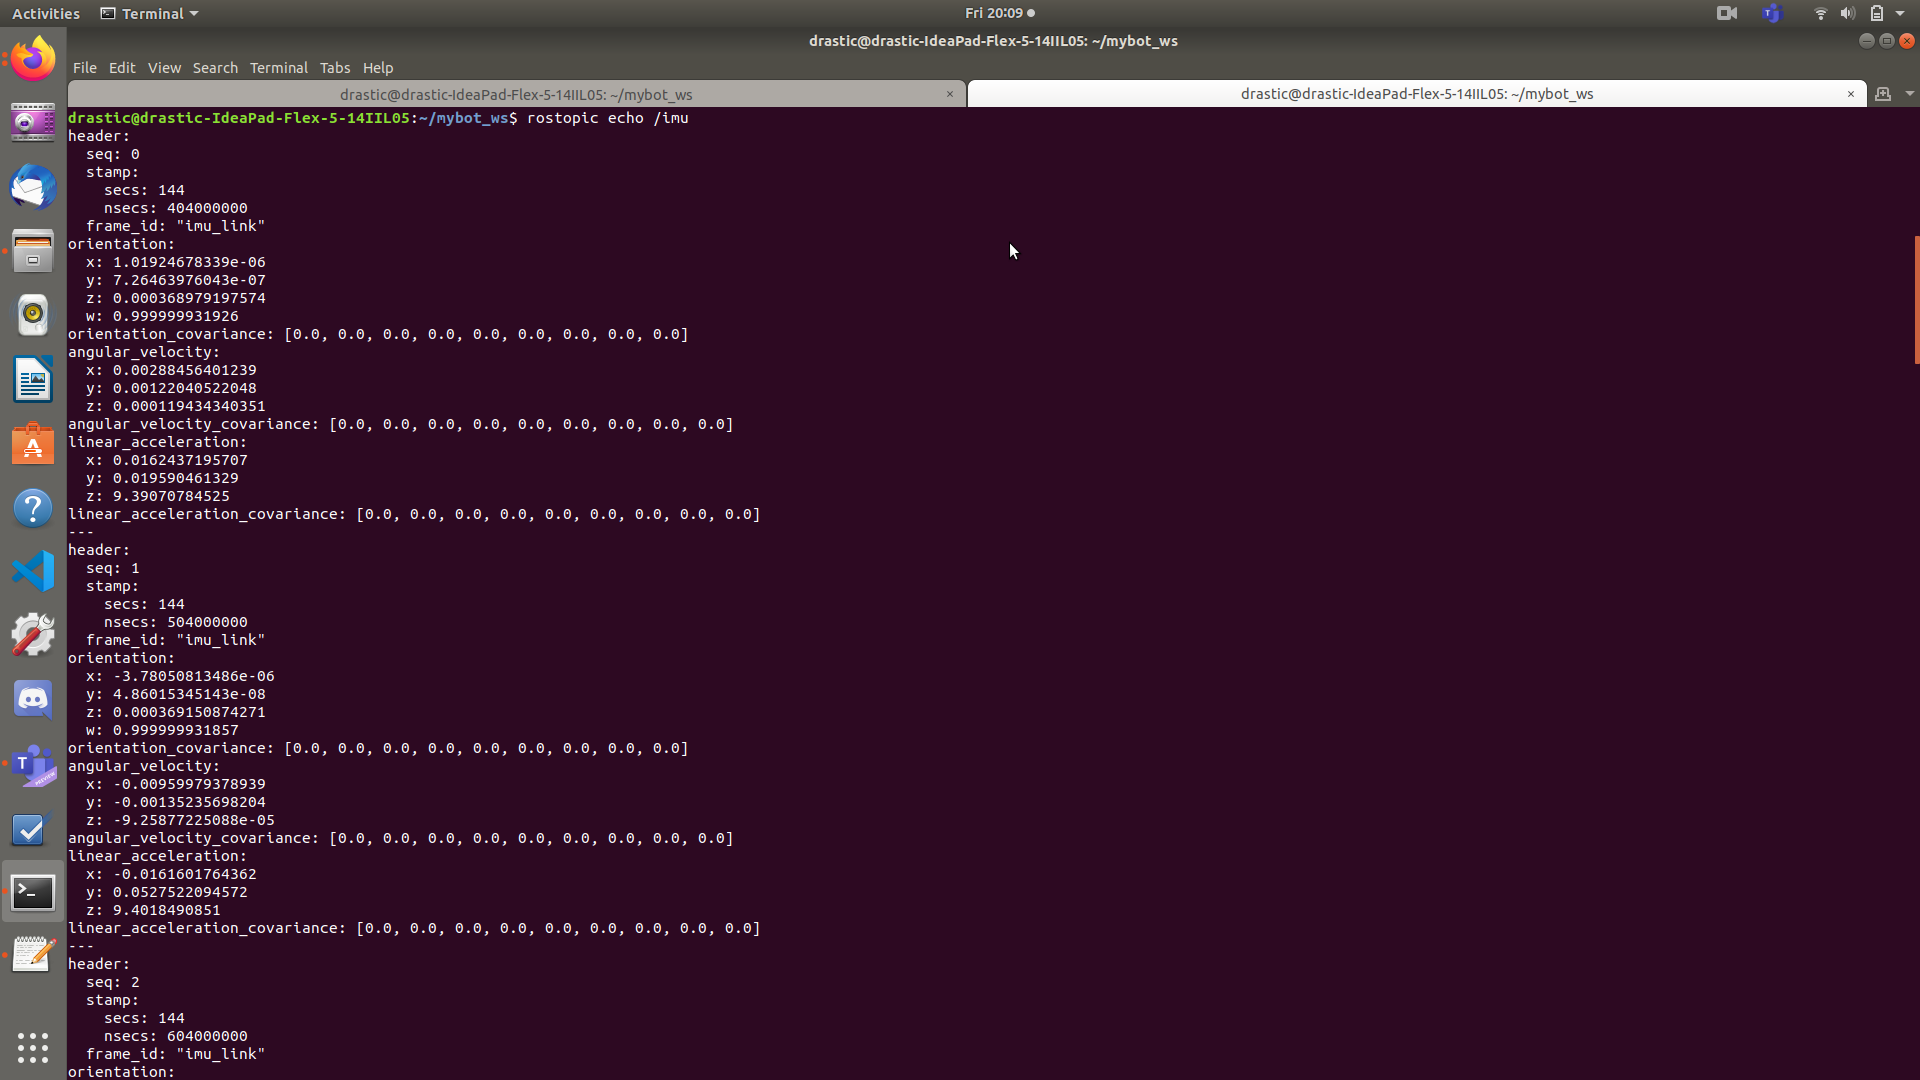 Activities Terminal Fri 20:09
drastic@drastic-IdeaPad-Flex-5-14IIL05: ~/mybot_ws
File Edit View Search Terminal Tabs Help
drastic@drastic-IdeaPad-Flex-5-14IIL05: ~/mybot_ws × drastic@drastic-IdeaPad-Flex-5-14IIL05: ~/mybot_ws ×
drastic@drastic-IdeaPad-Flex-5-14IIL05:~/mybot_ws$ rostopic echo /imu
header:
  seq: 0
  stamp:
    secs: 144
    nsecs: 404000000
  frame_id: "imu_link"
orientation:
  x: 1.01924678339e-06
  y: 7.26463976043e-07
  z: 0.000368979197574
  w: 0.999999931926
orientation_covariance: [0.0, 0.0, 0.0, 0.0, 0.0, 0.0, 0.0, 0.0, 0.0]
angular_velocity:
  x: 0.00288456401239
  y: 0.00122040522048
  z: 0.000119434340351
angular_velocity_covariance: [0.0, 0.0, 0.0, 0.0, 0.0, 0.0, 0.0, 0.0, 0.0]
linear_acceleration:
  x: 0.0162437195707
  y: 0.019590461329
  z: 9.39070784525
linear_acceleration_covariance: [0.0, 0.0, 0.0, 0.0, 0.0, 0.0, 0.0, 0.0, 0.0]
---
header:
  seq: 1
  stamp:
    secs: 144
    nsecs: 504000000
  frame_id: "imu_link"
orientation:
  x: -3.78050813486e-06
  y: 4.86015345143e-08
  z: 0.000369150874271
  w: 0.999999931857
orientation_covariance: [0.0, 0.0, 0.0, 0.0, 0.0, 0.0, 0.0, 0.0, 0.0]
angular_velocity:
  x: -0.00959979378939
  y: -0.00135235698204
  z: -9.25877225088e-05
angular_velocity_covariance: [0.0, 0.0, 0.0, 0.0, 0.0, 0.0, 0.0, 0.0, 0.0]
linear_acceleration:
  x: -0.0161601764362
  y: 0.0527522094572
  z: 9.4018490851
linear_acceleration_covariance: [0.0, 0.0, 0.0, 0.0, 0.0, 0.0, 0.0, 0.0, 0.0]
---
header:
  seq: 2
  stamp:
    secs: 144
    nsecs: 604000000
  frame_id: "imu_link"
orientation: